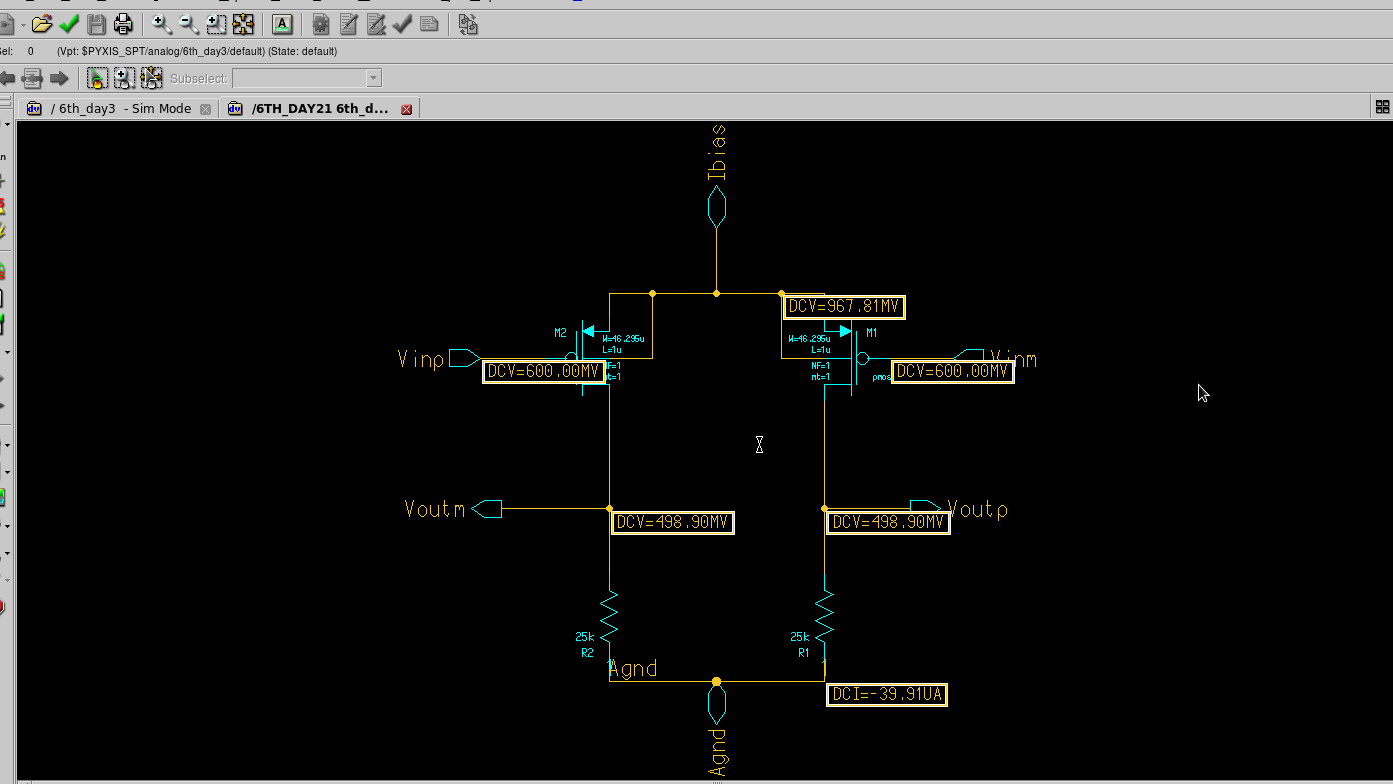 Sel: 0 (Vpt: $PYXIS_SPT/analog/6th_day3/default) (State: default)
Subselect:
/ 6th_day3 - Sim Mode
/6TH_DAY21 6th_d...
Ibias
DCV=967.81MV
M2
W=46.295u
L=1u
NF=1
mt=1
W=46.295u
L=1u
NF=1
mt=1
M1
pmos
Vinp
DCV=600.00MV
Vinm
DCV=600.00MV
Voutm
DCV=498.90MV
DCV=498.90MV
Voutp
25k
R2
25k
R1
Agnd
DCI=-39.91UA
Agnd